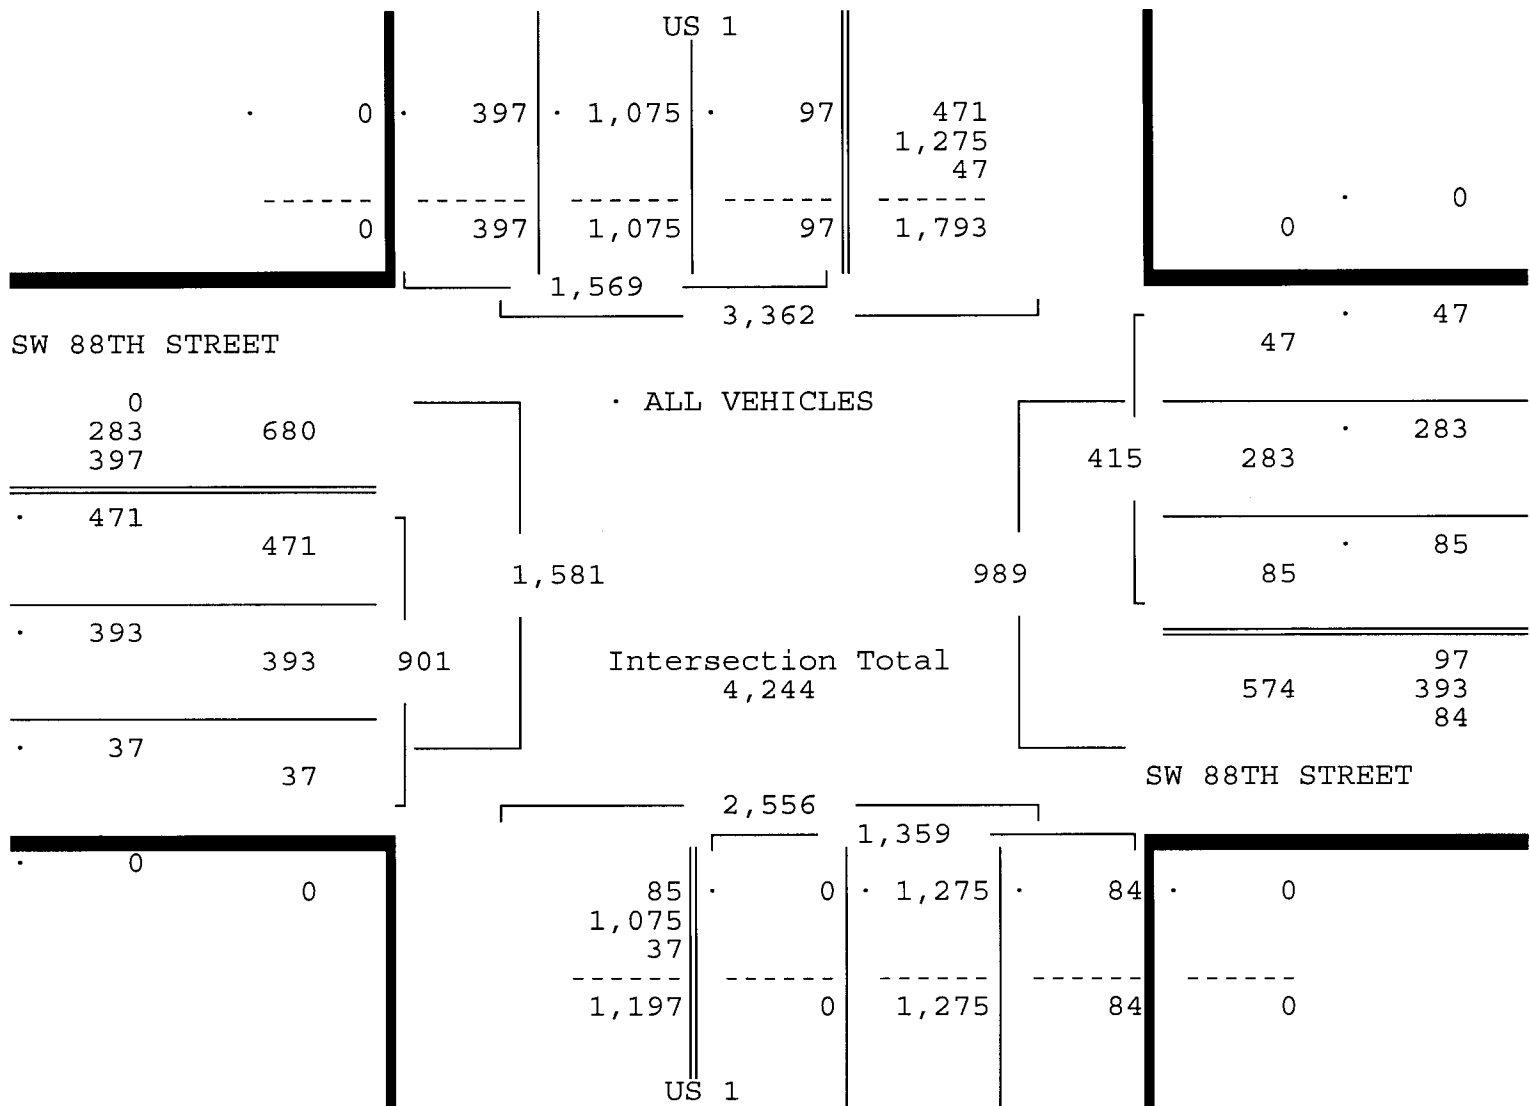 US 1
· 0 · 397 · 1,075 · 97 471
1,275
47
· 0
------ ------ ------ ------ ------
0 397 1,075 97 1,793 0
1,569
3,362 · 47
SW 88TH STREET 47
0 · ALL VEHICLES
283 680 · 283
397 415 283
· 471
471 · 85
1,581 989 85
· 393
393 901 Intersection Total 97
4,244 574 393
84
· 37
37 SW 88TH STREET
2,556
1,359
· 0
0 85 · 0 · 1,275 · 84 · 0
1,075
37
------ ------ ------ ------ ------
1,197 0 1,275 84 0
US 1